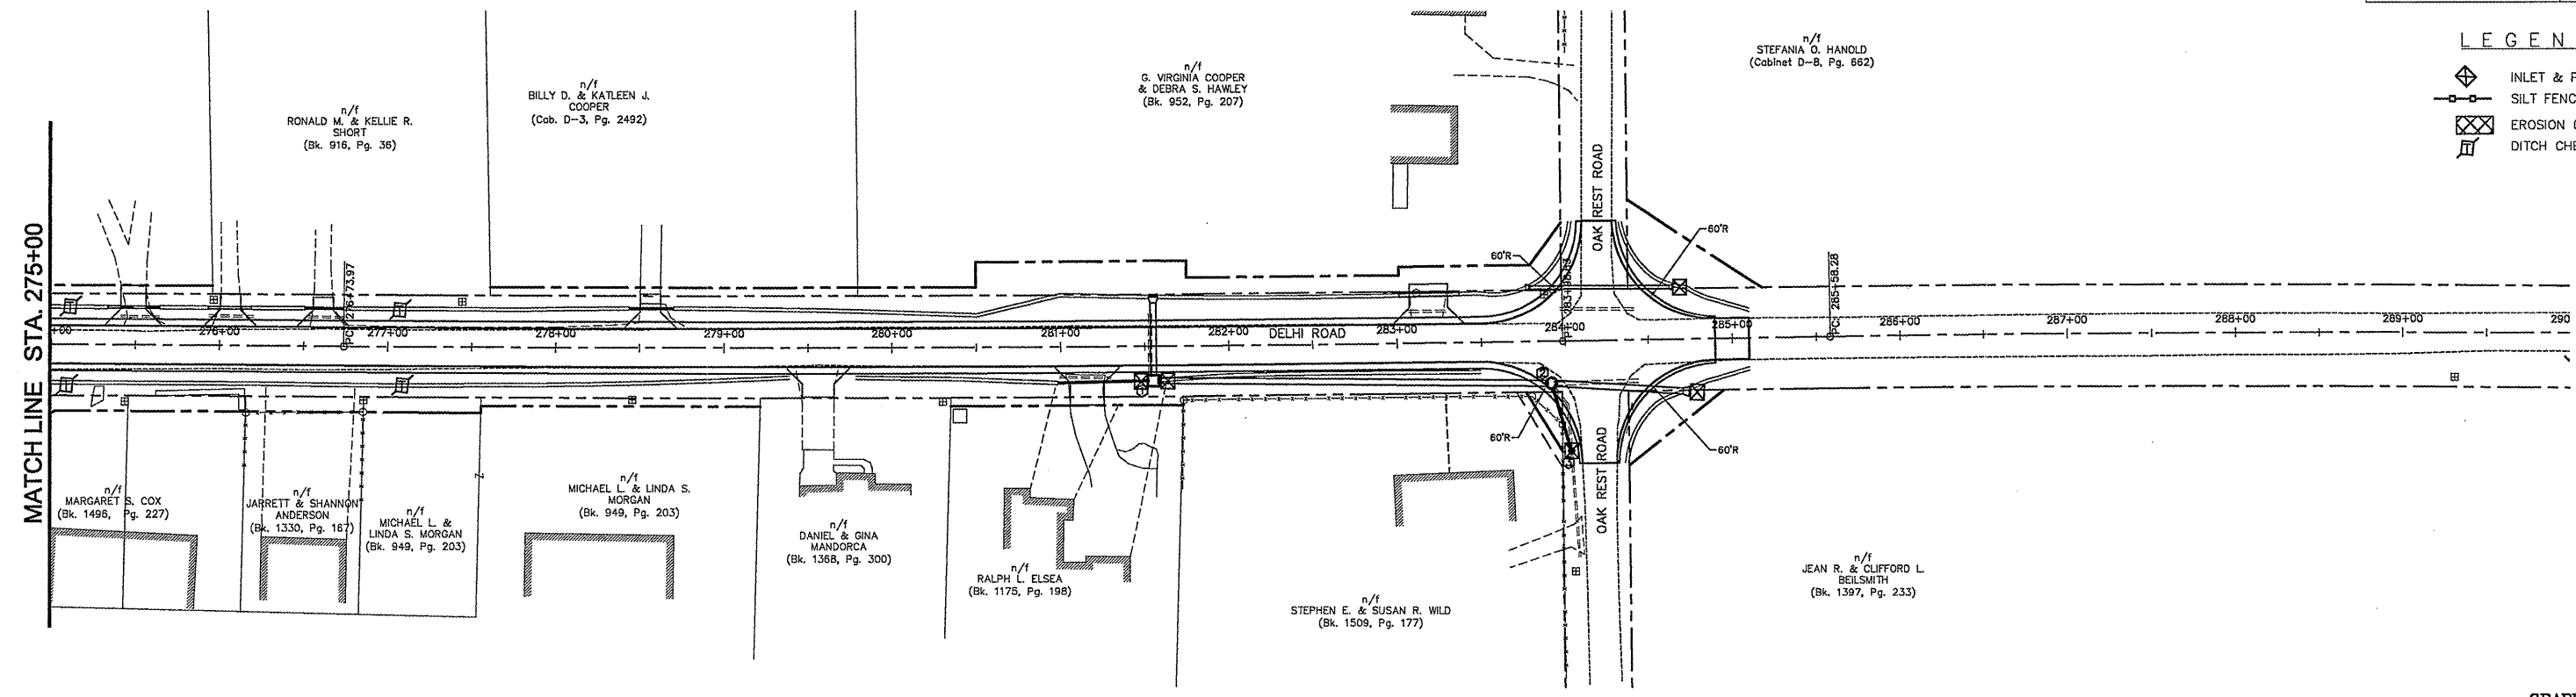 MATCH LINE STA. 275+00
n/f
RONALD M. & KELLIE R.
SHORT
(Bk. 916, Pg. 36)
n/f
BILLY D. & KATLEEN J.
COOPER
(Cab. D-3, Pg. 2492)
n/f
G. VIRGINIA COOPER
& DEBRA S. HAWLEY
(Bk. 952, Pg. 207)
n/f
STEFANIA O. HANOLD
(Cabinet D-8, Pg. 662)
LEGEN
INLET & P
SILT FENC
EROSION
DITCH CHE
OAK REST ROAD
60'R
60'R
PC: 276+73.97
PC: 285+58.28
+00
276+00
277+00
278+00
279+00
280+00
281+00
282+00
DELHI ROAD
283+00
284+00
285+00
286+00
287+00
288+00
289+00
290
60'R
60'R
OAK REST ROAD
n/f
MARGARET S. COX
(Bk. 1496, Pg. 227)
n/f
JARRETT & SHANNON
ANDERSON
(Bk. 1330, Pg. 167)
n/f
MICHAEL L. &
LINDA S. MORGAN
(Bk. 949, Pg. 203)
n/f
MICHAEL L. & LINDA S.
MORGAN
(Bk. 949, Pg. 203)
n/f
DANIEL & GINA
MANDORCA
(Bk. 1368, Pg. 300)
n/f
RALPH L. ELSEA
(Bk. 1175, Pg. 198)
n/f
STEPHEN E. & SUSAN R. WILD
(Bk. 1509, Pg. 177)
n/f
JEAN R. & CLIFFORD L.
BEILSMITH
(Bk. 1397, Pg. 233)